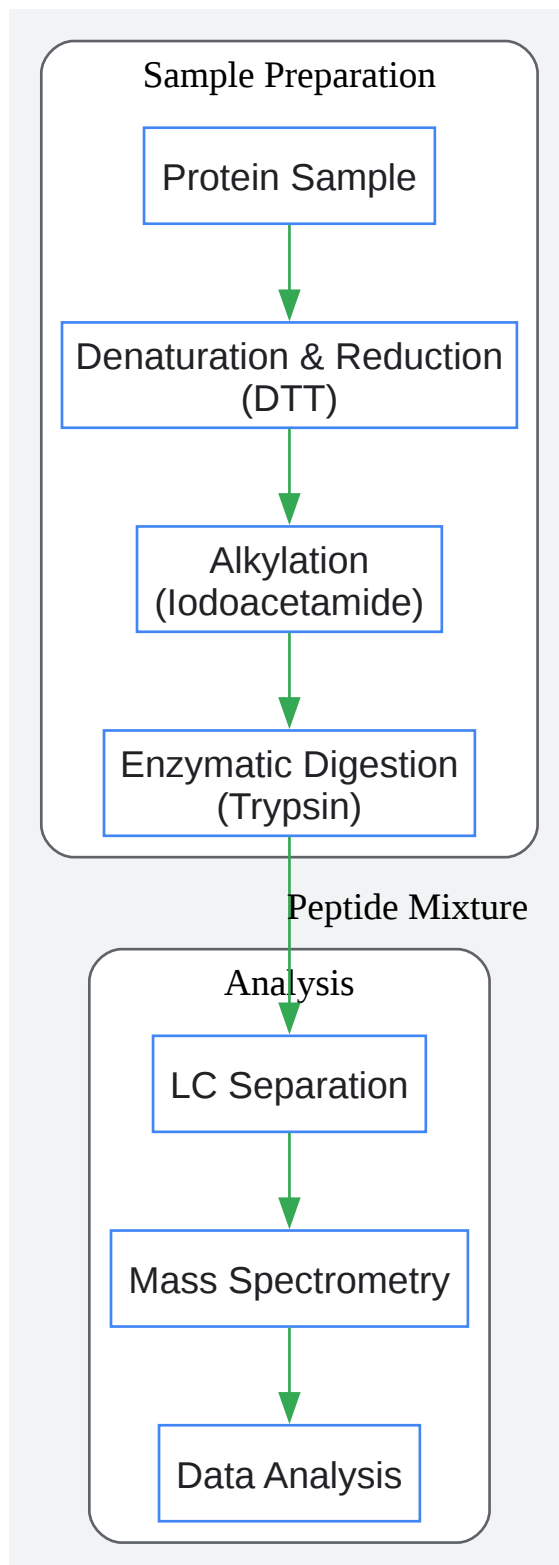 Sample Preparation
Protein Sample
Denaturation & Reduction
(DTT)
Alkylation
(Iodoacetamide)
Enzymatic Digestion
(Trypsin)
Peptide Mixture
Analysis
LC Separation
Mass Spectrometry
Data Analysis